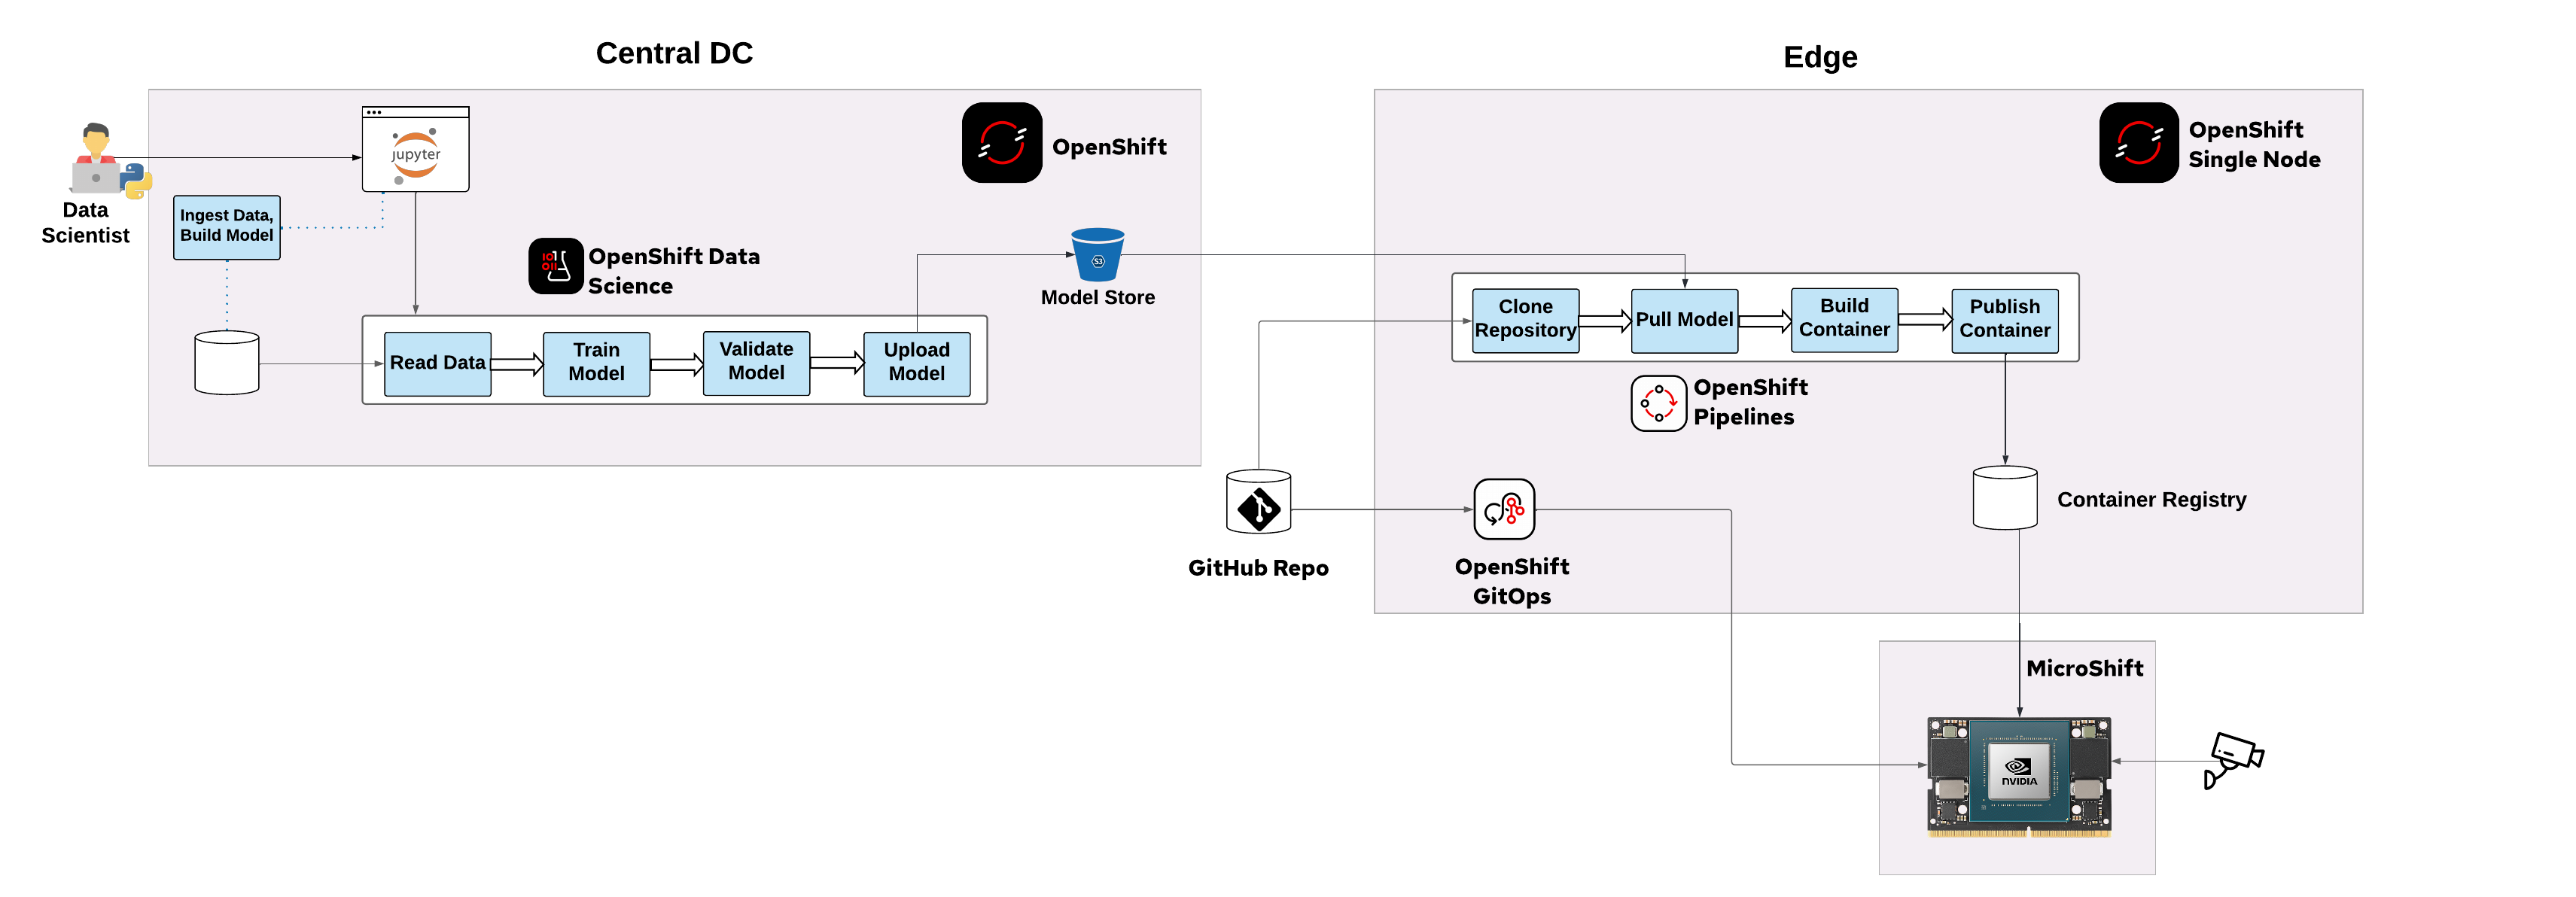 Central DC
Edge
Data
Scientist
jupyter
Ingest Data,
Build Model
OpenShift
OpenShift Data
Science
S3
Model Store
Read Data
Train
Model
Validate
Model
Upload
Model
OpenShift
Single Node
Clone
Repository
Pull Model
Build
Container
Publish
Container
OpenShift
Pipelines
GitHub Repo
OpenShift
GitOps
Container Registry
MicroShift
NVIDIA